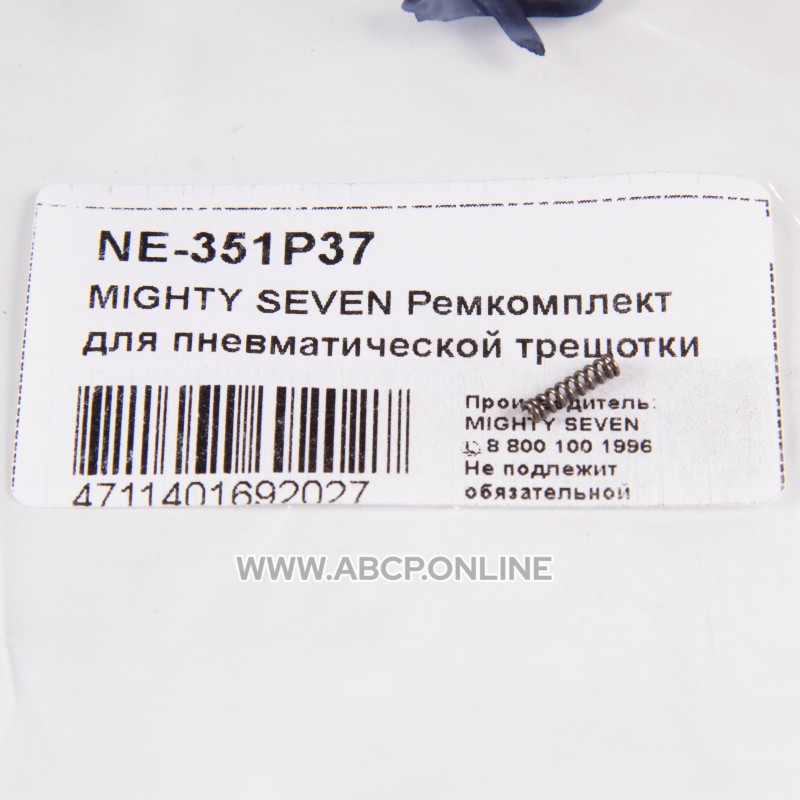 NE-351P37
MIGHTY SEVEN Ремкомплект
для пневматической трещотки
Производитель:
MIGHTY SEVEN
8 800 100 1996
Не подлежит
обязательной
4711401692027
WWW.ABCP.ONLINE